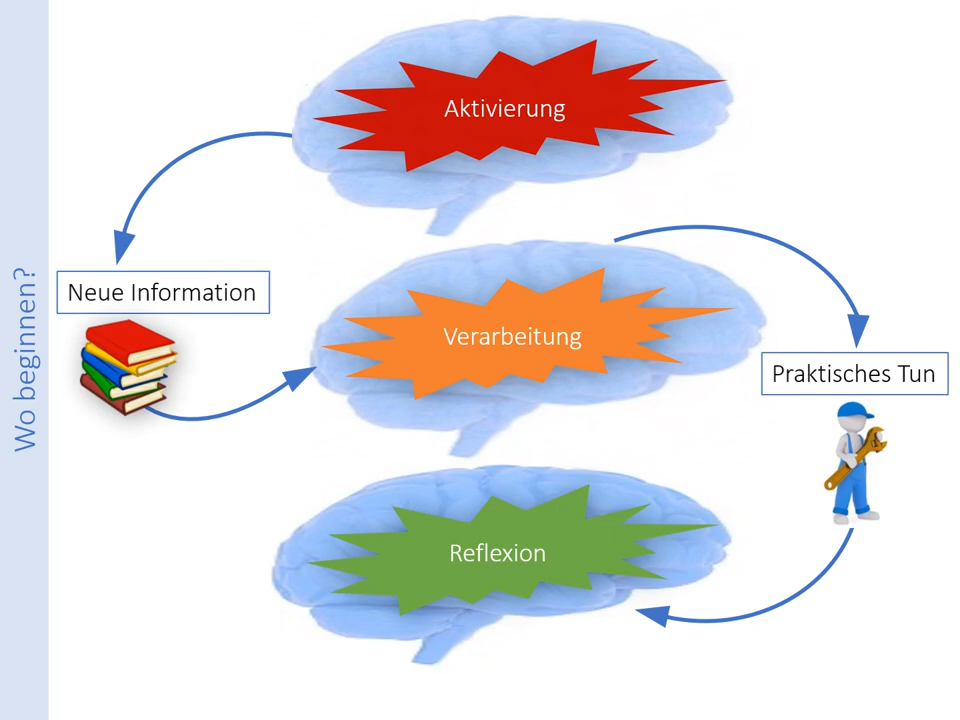 Wo beginnen?
Aktivierung
Neue Information
Verarbeitung
Praktisches Tun
Reflexion